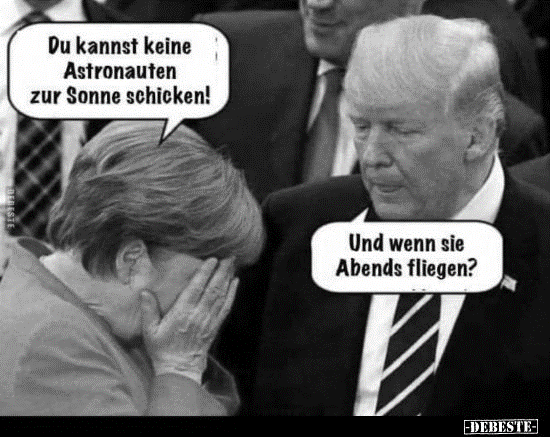 Du kannst keine
Astronauten
zur Sonne schicken!
Und wenn sie
Abends fliegen?
DEBESTE
-DEBESTE-